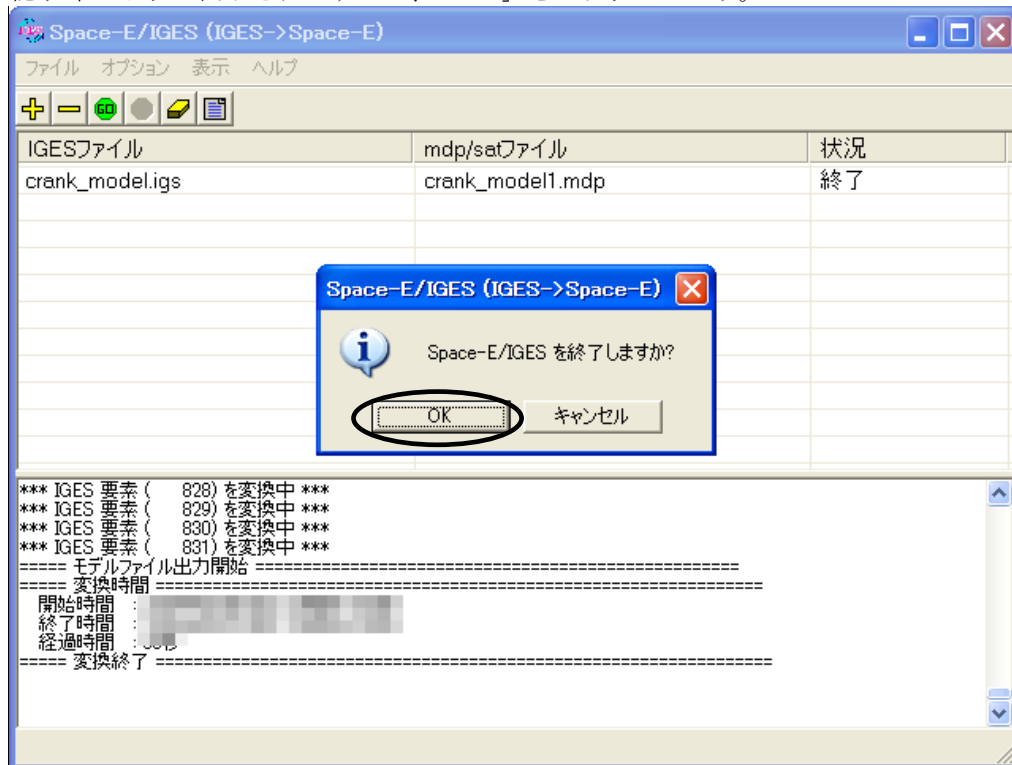 Space-E/IGES (IGES->Space-E)
ファイル オプション 表示 ヘルプ
GO
IGESファイル mdp/satファイル 状況
crank_model.igs crank_model1.mdp 終了
Space-E/IGES (IGES->Space-E)
Space-E/IGES を終了しますか?
OK キャンセル
*** IGES 要素 ( 828) を変換中 ***
*** IGES 要素 ( 829) を変換中 ***
*** IGES 要素 ( 830) を変換中 ***
*** IGES 要素 ( 831) を変換中 ***
===== モデルファイル出力開始 ===================================================
===== 変換時間 ================================================================
開始時間 :
終了時間 :
経過時間 :
===== 変換終了 =================================================================